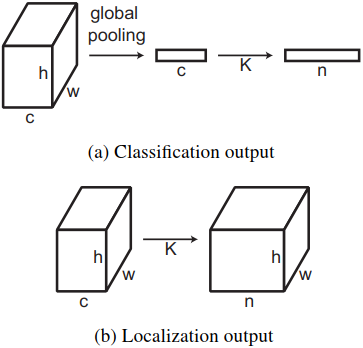 global
pooling
h
w
c
c
K
n
(a) Classification output
h
w
c
K
h
w
n
(b) Localization output